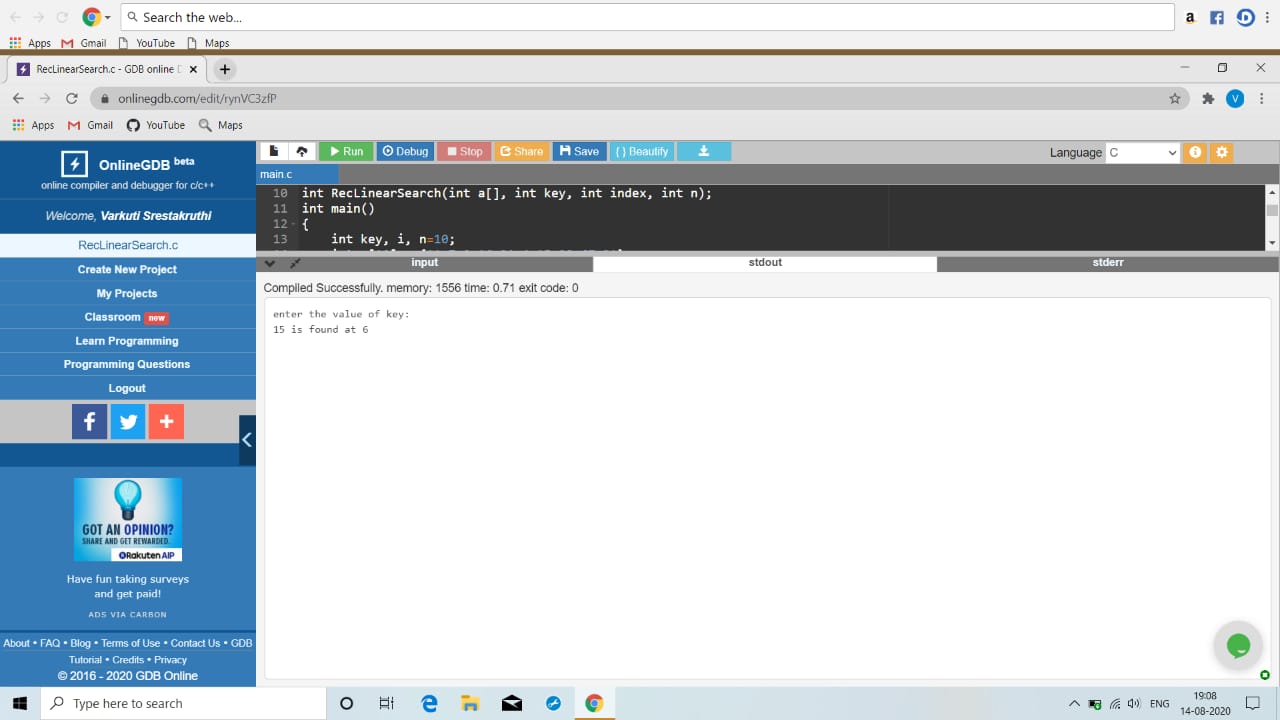 Search the web...
Apps Gmail YouTube Maps
RecLinearSearch.c - GDB online
onlinegdb.com/edit/rynVC3zfP
V
Apps Gmail YouTube Maps
OnlineGDB beta
online compiler and debugger for c/c++
Welcome, Varkuti Srestakruthi
RecLinearSearch.c
Create New Project
My Projects
Classroom new
Learn Programming
Programming Questions
Logout
GOT AN OPINION?
SHARE AND GET REWARDED.
Rakuten AIP
Have fun taking surveys
and get paid!
ADS VIA CARBON
About • FAQ • Blog • Terms of Use • Contact Us • GDB
Tutorial • Credits • Privacy
© 2016 - 2020 GDB Online
Run Debug Stop Share Save { } Beautify
Language C
main.c
10 int RecLinearSearch(int a[], int key, int index, int n);
11 int main()
12 {
13 int key, i, n=10;
input stdout stderr
Compiled Successfully. memory: 1556 time: 0.71 exit code: 0
enter the value of key:
15 is found at 6
Type here to search
ENG
19:08
14-08-2020